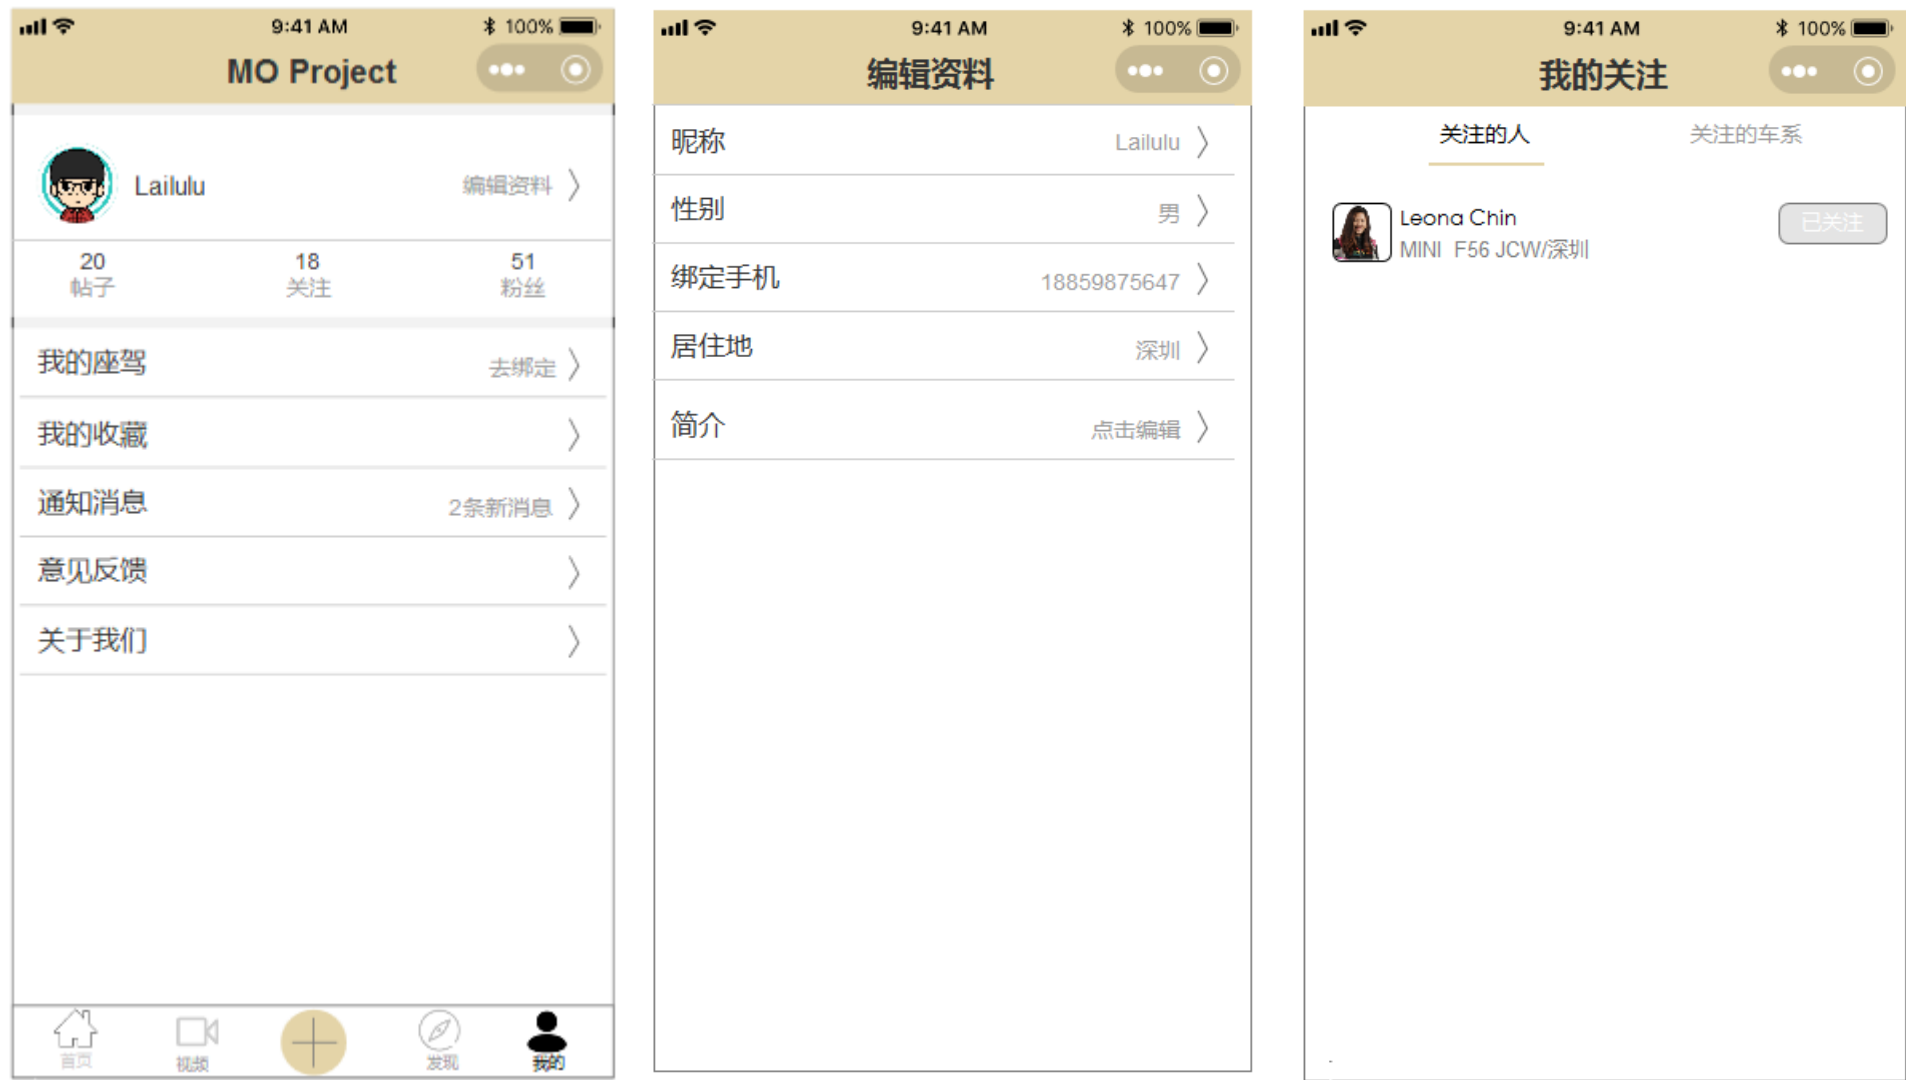 9:41 AM
100%
MO Project
Lailulu
编辑资料
20
18
51
帖子
关注
粉丝
我的座驾
去绑定
我的收藏
通知消息
2条新消息
意见反馈
关于我们
首页
视频
发现
我的
9:41 AM
100%
编辑资料
昵称
Lailulu
性别
男
绑定手机
18859875647
居住地
深圳
简介
点击编辑
9:41 AM
100%
我的关注
关注的人
关注的车系
Leona Chin
已关注
MINI F56 JCW/深圳